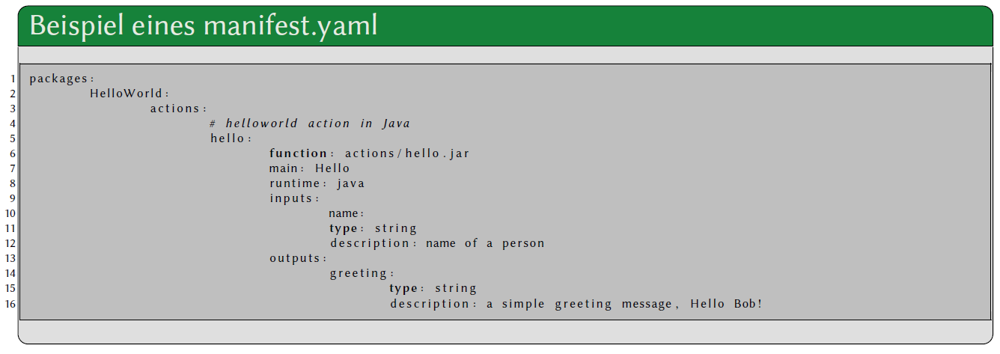 Beispiel eines manifest.yaml
1 packages:
2 HelloWorld:
3 actions:
4 # helloworld action in Java
5 hello:
6 function: actions/hello.jar
7 main: Hello
8 runtime: java
9 inputs:
10 name:
11 type: string
12 description: name of a person
13 outputs:
14 greeting:
15 type: string
16 description: a simple greeting message, Hello Bob!